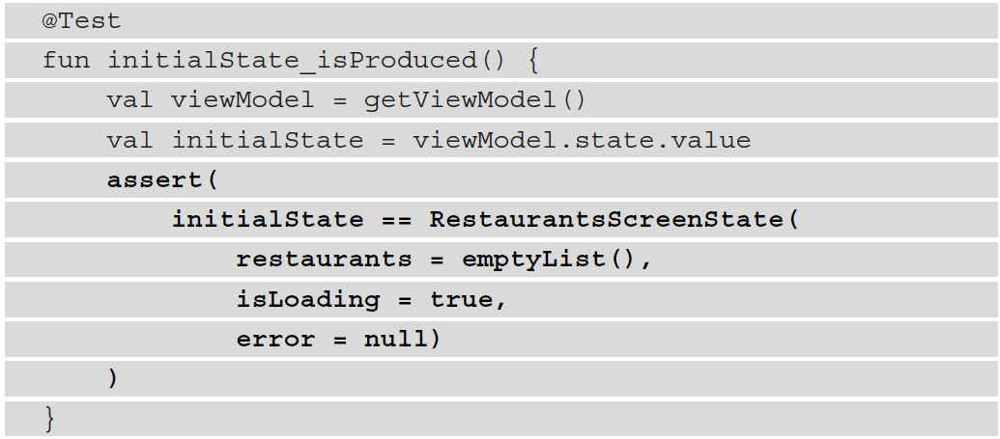 @Test
fun initialState_isProduced() {
    val viewModel = getViewModel()
    val initialState = viewModel.state.value
    assert(
        initialState == RestaurantsScreenState(
            restaurants = emptyList(),
            isLoading = true,
            error = null)
    )
}